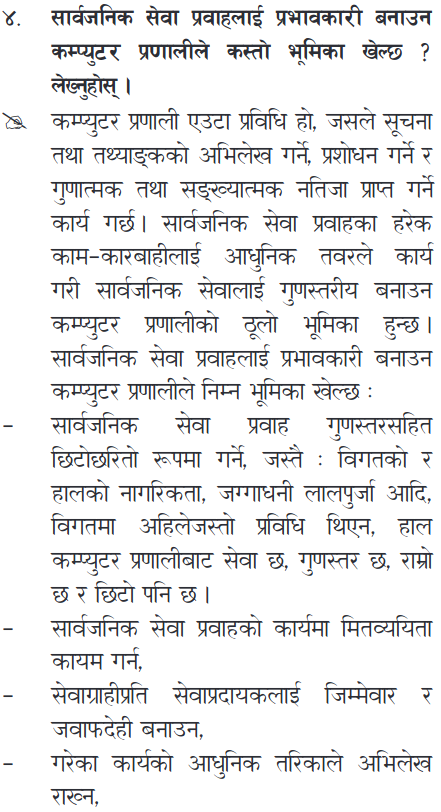 ४. सार्वजनिक सेवा प्रवाहलाई प्रभावकारी बनाउन
कम्प्युटर प्रणालीले कस्तो भूमिका खेल्छ ?
लेख्नुहोस् ।
कम्प्युटर प्रणाली एउटा प्रविधि हो, जसले सूचना
तथा तथ्याङ्कको अभिलेख गर्ने, प्रशोधन गर्ने र
गुणात्मक तथा सङ्ख्यात्मक नतिजा प्राप्त गर्ने
कार्य गर्छ। सार्वजनिक सेवा प्रवाहका हरेक
काम-कारबाहीलाई आधुनिक तवरले कार्य
गरी सार्वजनिक सेवालाई गुणस्तरीय बनाउन
कम्प्युटर प्रणालीको ठूलो भूमिका हुन्छ।
सार्वजनिक सेवा प्रवाहलाई प्रभावकारी बनाउन
कम्प्युटर प्रणालीले निम्न भूमिका खेल्छ :
- सार्वजनिक सेवा प्रवाह गुणस्तरसहित
छिटोछरितो रूपमा गर्ने, जस्तै : विगतको र
हालको नागरिकता, जग्गाधनी लालपुर्जा आदि,
विगतमा अहिलेजस्तो प्रविधि थिएन, हाल
कम्प्युटर प्रणालीबाट सेवा छ, गुणस्तर छ, राम्रो
छ र छिटो पनि छ ।
- सार्वजनिक सेवा प्रवाहको कार्यमा मितव्ययिता
कायम गर्न,
- सेवाग्राहीप्रति सेवाप्रदायकलाई जिम्मेवार र
जवाफदेही बनाउन,
- गरेका कार्यको आधुनिक तरिकाले अभिलेख
राख्न,